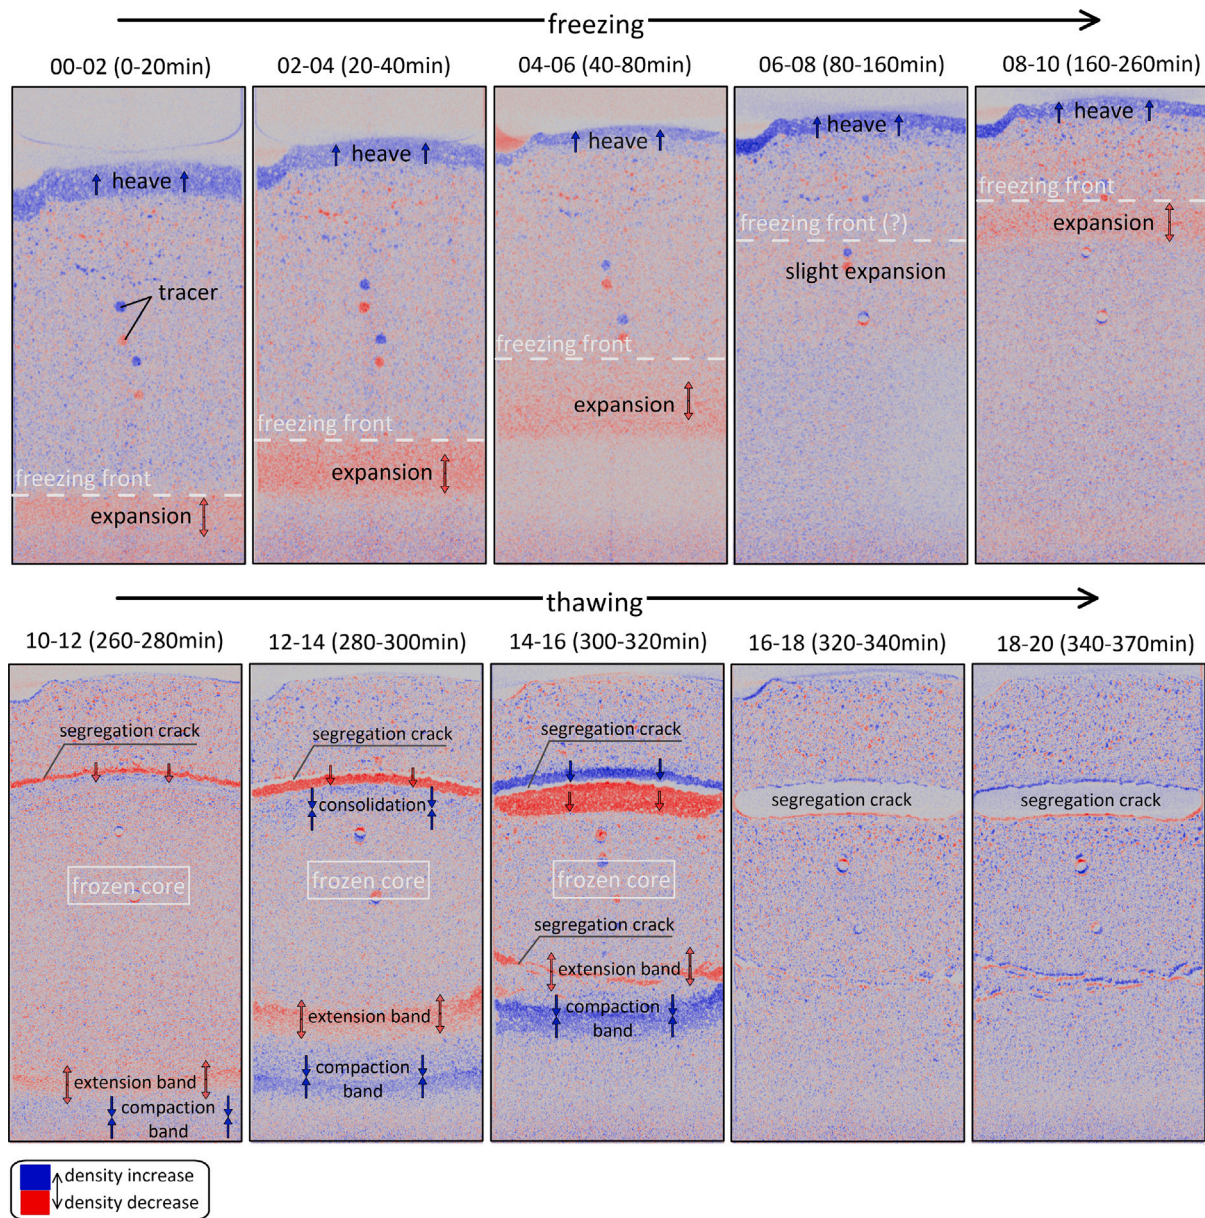 freezing
00-02 (0-20min)
02-04 (20-40min)
04-06 (40-80min)
06-08 (80-160min)
08-10 (160-260min)
heave
tracer
freezing front
expansion
heave
freezing front
expansion
heave
freezing front
expansion
heave
freezing front (?)
slight expansion
heave
freezing front
expansion
thawing
10-12 (260-280min)
12-14 (280-300min)
14-16 (300-320min)
16-18 (320-340min)
18-20 (340-370min)
segregation crack
frozen core
extension band
compaction
band
segregation crack
consolidation
frozen core
extension band
compaction
band
segregation crack
frozen core
segregation crack
extension band
compaction
band
segregation crack
segregation crack
density increase
density decrease